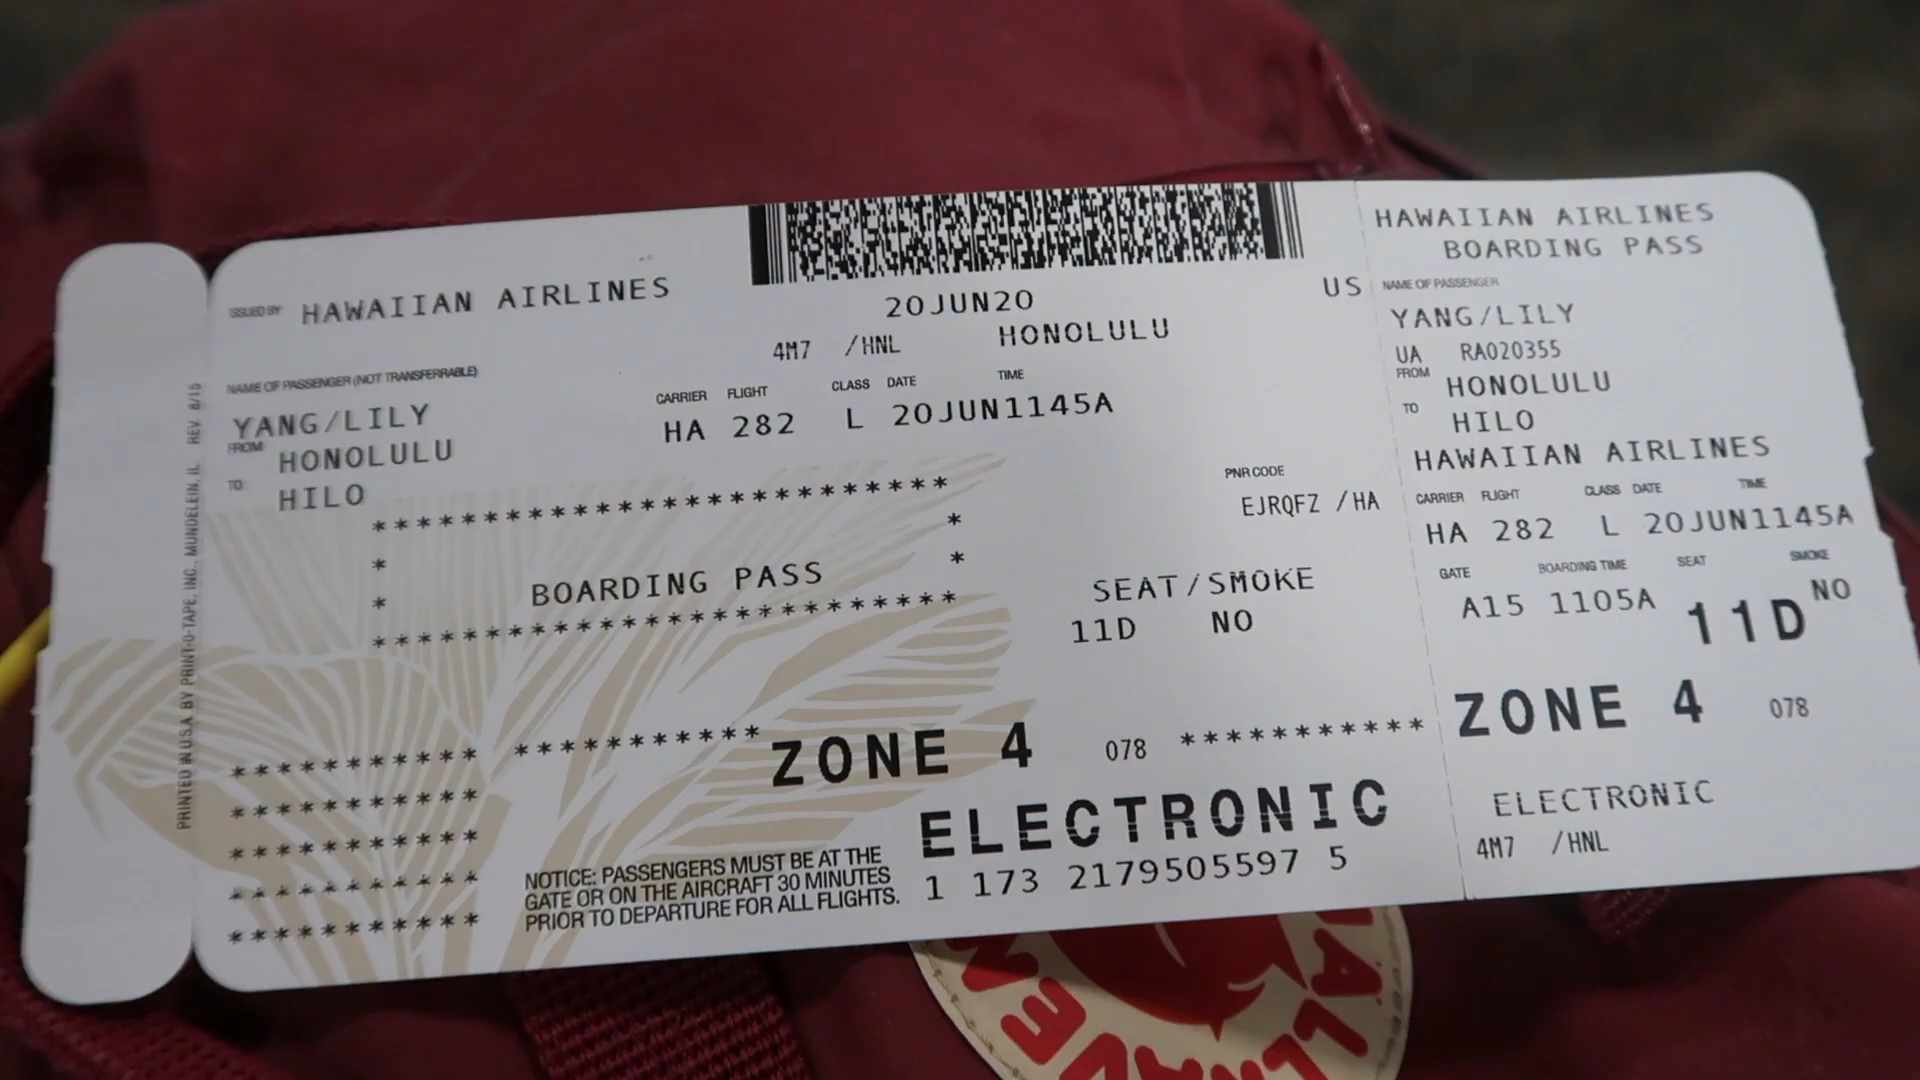 ISSUED BY HAWAIIAN AIRLINES
20JUN20
US
4M7 /HNL HONOLULU
NAME OF PASSENGER (NOT TRANSFERRABLE)
YANG/LILY
CARRIER FLIGHT CLASS DATE TIME
HA 282 L 20JUN1145A
FROM HONOLULU
TO HILO
PNR CODE
EJRQFZ /HA
* * * * * * * * * * * * * * * * * * * * * * * * * *
* *
BOARDING PASS
* *
* * * * * * * * * * * * * * * * * * * * * * * * * *
SEAT/SMOKE
11D NO
*********** *********** ZONE 4 078 ***********
***********
***********
***********
***********
ELECTRONIC
1 173 2179505597 5
NOTICE: PASSENGERS MUST BE AT THE
GATE OR ON THE AIRCRAFT 30 MINUTES
PRIOR TO DEPARTURE FOR ALL FLIGHTS.
PRINTED IN U.S.A. BY PRINT-O-TAPE, INC., MUNDELEIN, IL REV. 8/15
HAWAIIAN AIRLINES
BOARDING PASS
NAME OF PASSENGER
YANG/LILY
UA RA020355
FROM HONOLULU
TO HILO
HAWAIIAN AIRLINES
CARRIER FLIGHT CLASS DATE TIME
HA 282 L 20JUN1145A
GATE BOARDING TIME SEAT SMOKE
A15 1105A 11D NO
ZONE 4 078
ELECTRONIC
4M7 /HNL